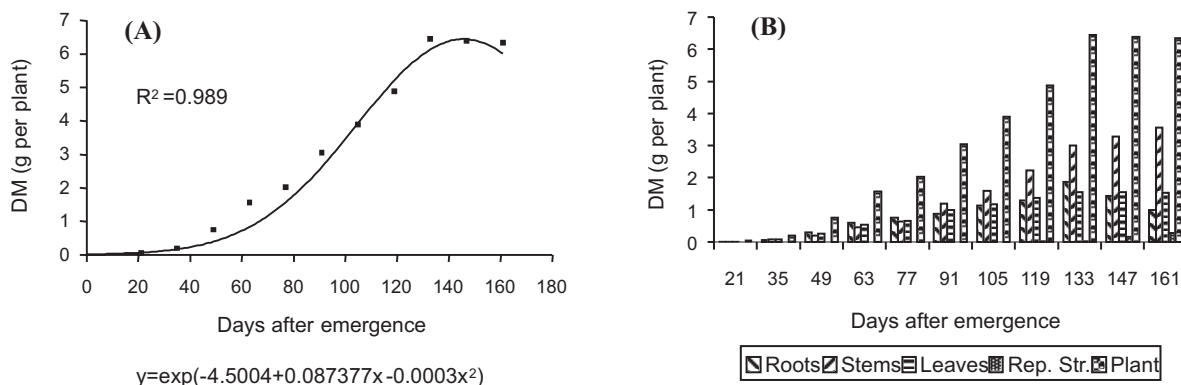 (A)
7
6
5
4
3
2
1
0
DM (g per plant)
R²=0.989
0 20 40 60 80 100 120 140 160 180
Days after emergence
y=exp(-4.5004+0.087377x-0.0003x²)
(B)
7
6
5
4
3
2
1
0
DM (g per plant)
21 35 49 63 77 91 105 119 133 147 161
Days after emergence
Roots Stems Leaves Rep. Str. Plant